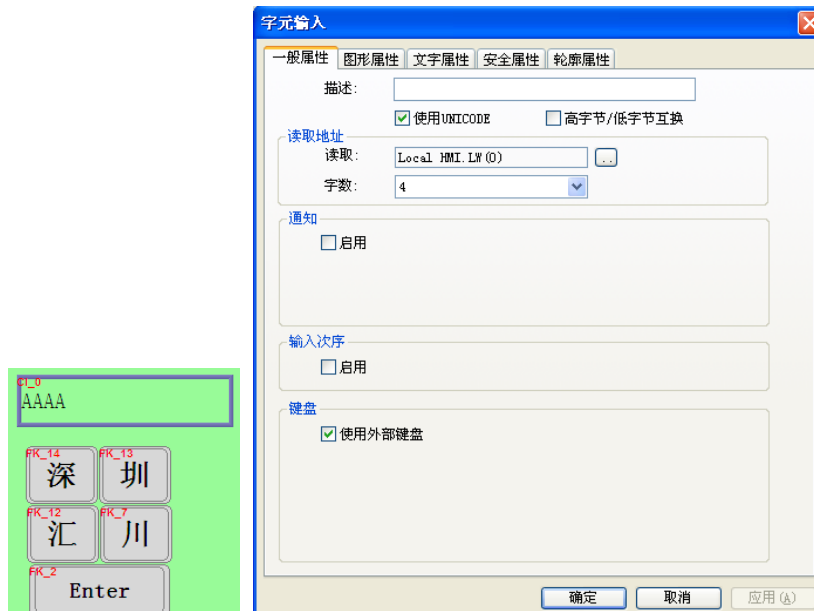 字元输入
一般属性 图形属性 文字属性 安全属性 轮廓属性
描述:
使用UNICODE 高字节/低字节互换
读取地址
读取: Local HMI.LW(0) ..
字数: 4
通知
启用
输入次序
启用
键盘
使用外部键盘
确定 取消 应用(A)
CI_0
AAAA
FK_14 FK_13
深 圳
FK_12 FK_7
汇 川
FK_2
Enter